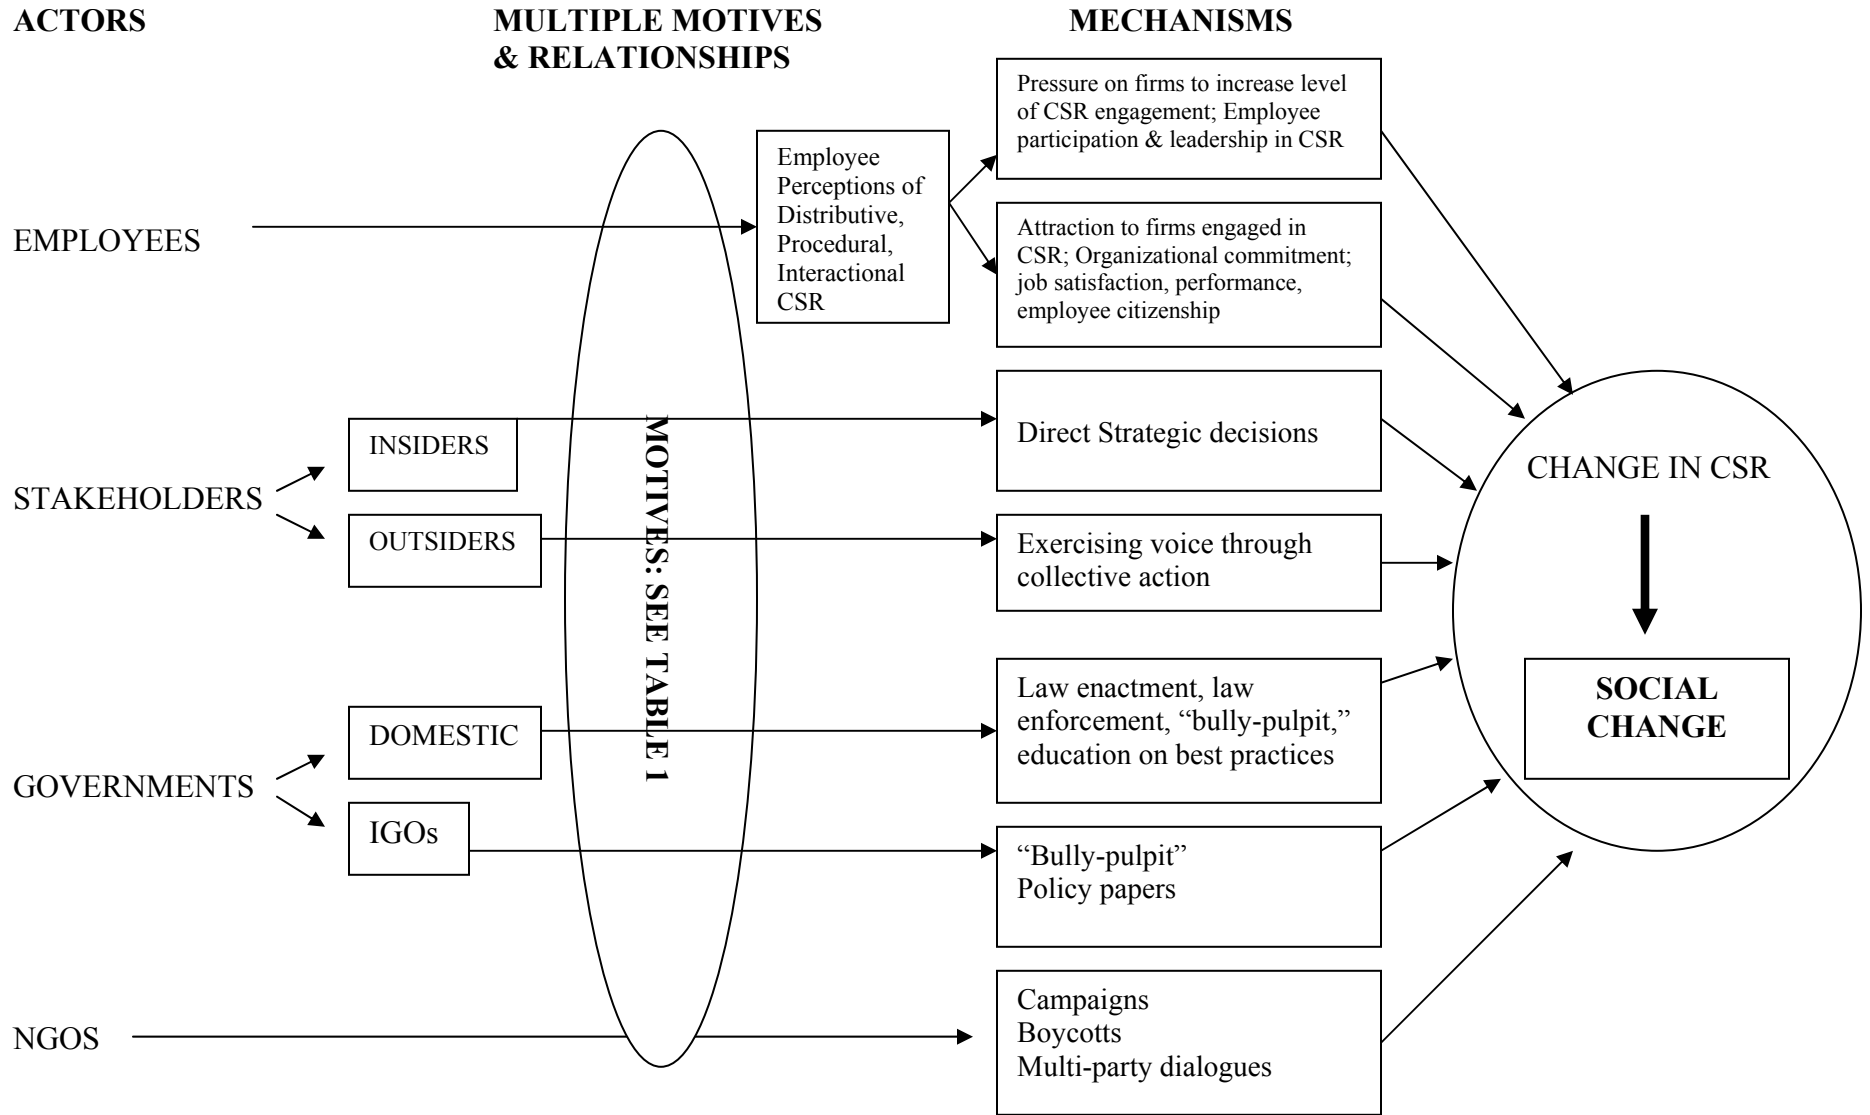 ACTORS
MULTIPLE MOTIVES
& RELATIONSHIPS
MECHANISMS
EMPLOYEES
Employee
Perceptions of
Distributive,
Procedural,
Interactional
CSR
Pressure on firms to increase level
of CSR engagement; Employee
participation & leadership in CSR
Attraction to firms engaged in
CSR; Organizational commitment;
job satisfaction, performance,
employee citizenship
STAKEHOLDERS
INSIDERS
OUTSIDERS
MOTIVES: SEE TABLE 1
Direct Strategic decisions
Exercising voice through
collective action
GOVERNMENTS
DOMESTIC
IGOs
Law enactment, law
enforcement, “bully-pulpit,”
education on best practices
“Bully-pulpit”
Policy papers
NGOS
Campaigns
Boycotts
Multi-party dialogues
CHANGE IN CSR
SOCIAL
CHANGE